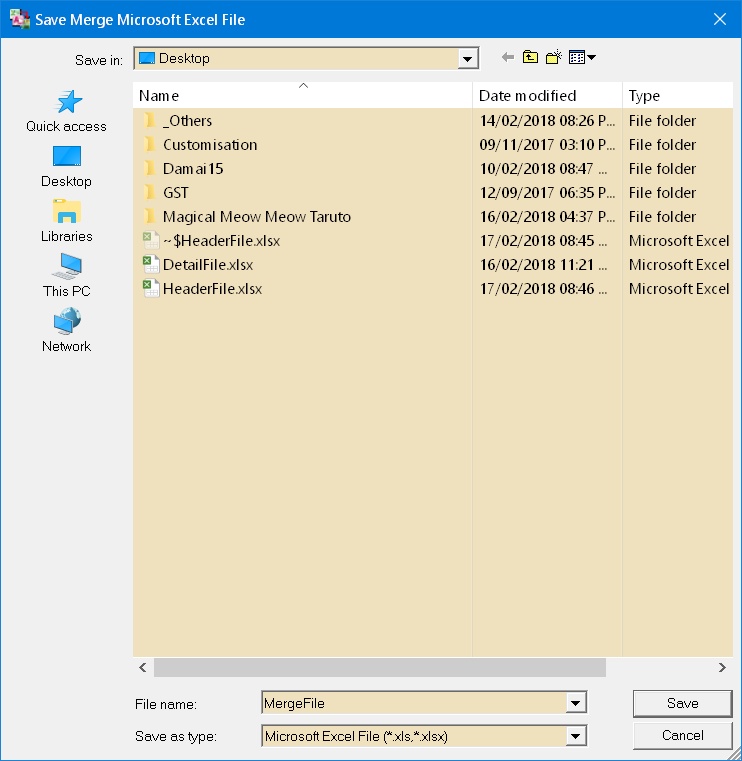 Save Merge Microsoft Excel File
Save in: Desktop
Name Date modified Type
_Others 14/02/2018 08:26 P... File folder
Customisation 09/11/2017 03:10 P... File folder
Damai15 10/02/2018 08:47 ... File folder
GST 12/09/2017 06:35 P... File folder
Magical Meow Meow Taruto 16/02/2018 04:37 P... File folder
~$HeaderFile.xlsx 17/02/2018 08:45 ... Microsoft Excel
DetailFile.xlsx 16/02/2018 11:21 ... Microsoft Excel
HeaderFile.xlsx 17/02/2018 08:46 ... Microsoft Excel
Quick access
Desktop
Libraries
This PC
Network
File name: MergeFile Save
Save as type: Microsoft Excel File (*.xls,*.xlsx) Cancel